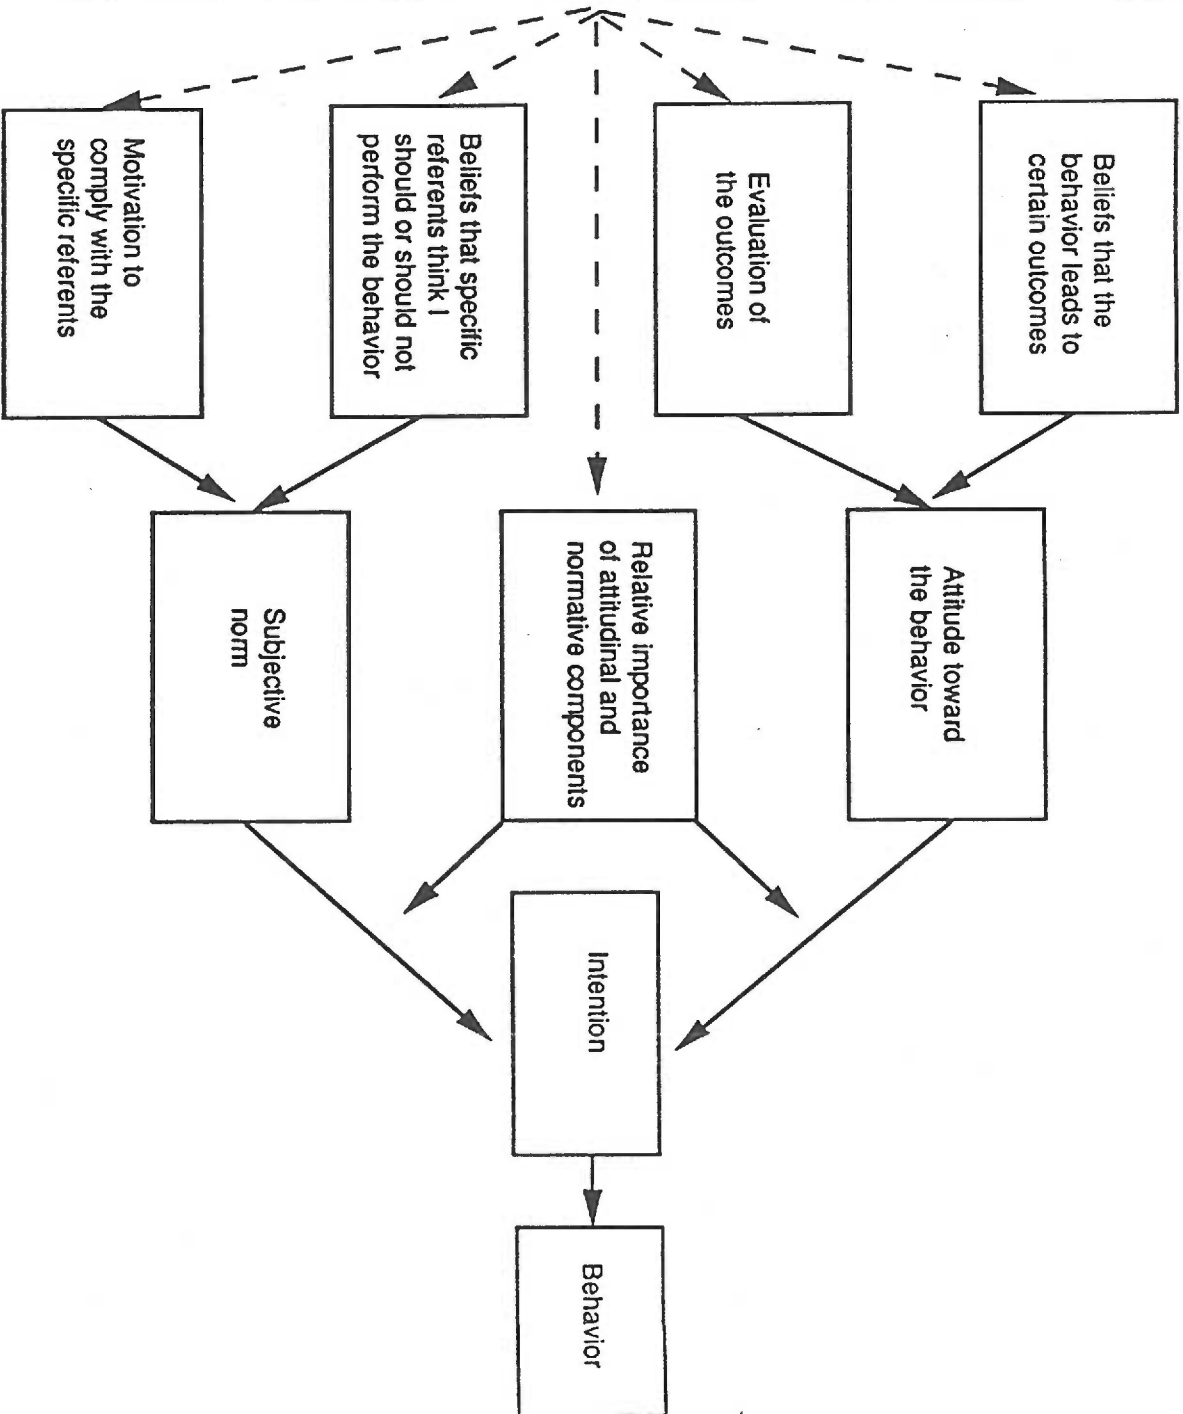 Beliefs that the
behavior leads to
certain outcomes
Evaluation of
the outcomes
Beliefs that specific
referents think I
should or should not
perform the behavior
Motivation to
comply with the
specific referents
Attitude toward
the behavior
Relative importance
of attitudinal and
normative components
Subjective
norm
Intention
Behavior